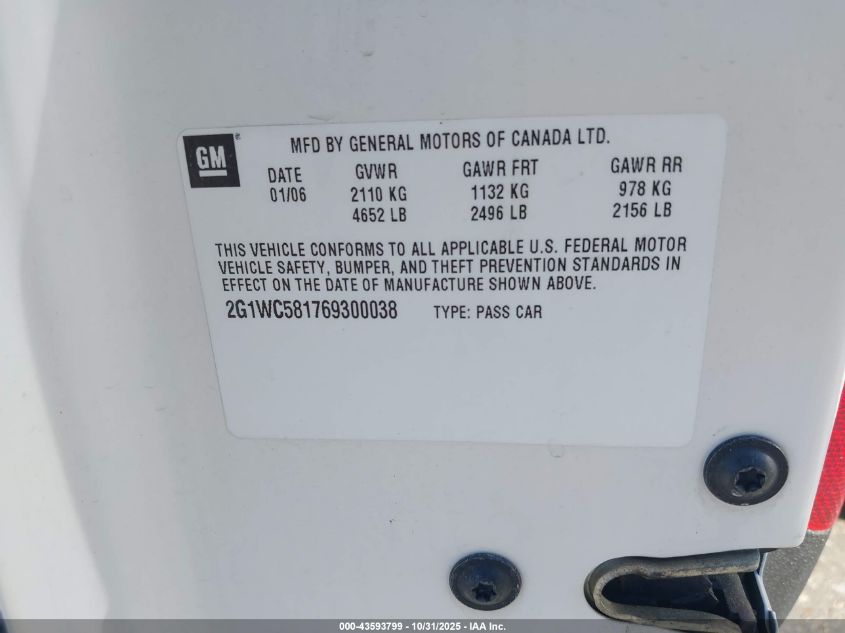 GM
MFD BY GENERAL MOTORS OF CANADA LTD.
DATE GVWR GAWR FRT GAWR RR
01/06 2110 KG 1132 KG 978 KG
4652 LB 2496 LB 2156 LB
THIS VEHICLE CONFORMS TO ALL APPLICABLE U.S. FEDERAL MOTOR
VEHICLE SAFETY, BUMPER, AND THEFT PREVENTION STANDARDS IN
EFFECT ON THE DATE OF MANUFACTURE SHOWN ABOVE.
2G1WC581769300038 TYPE: PASS CAR
000-43593799 - 10/31/2025 - IAA Inc.